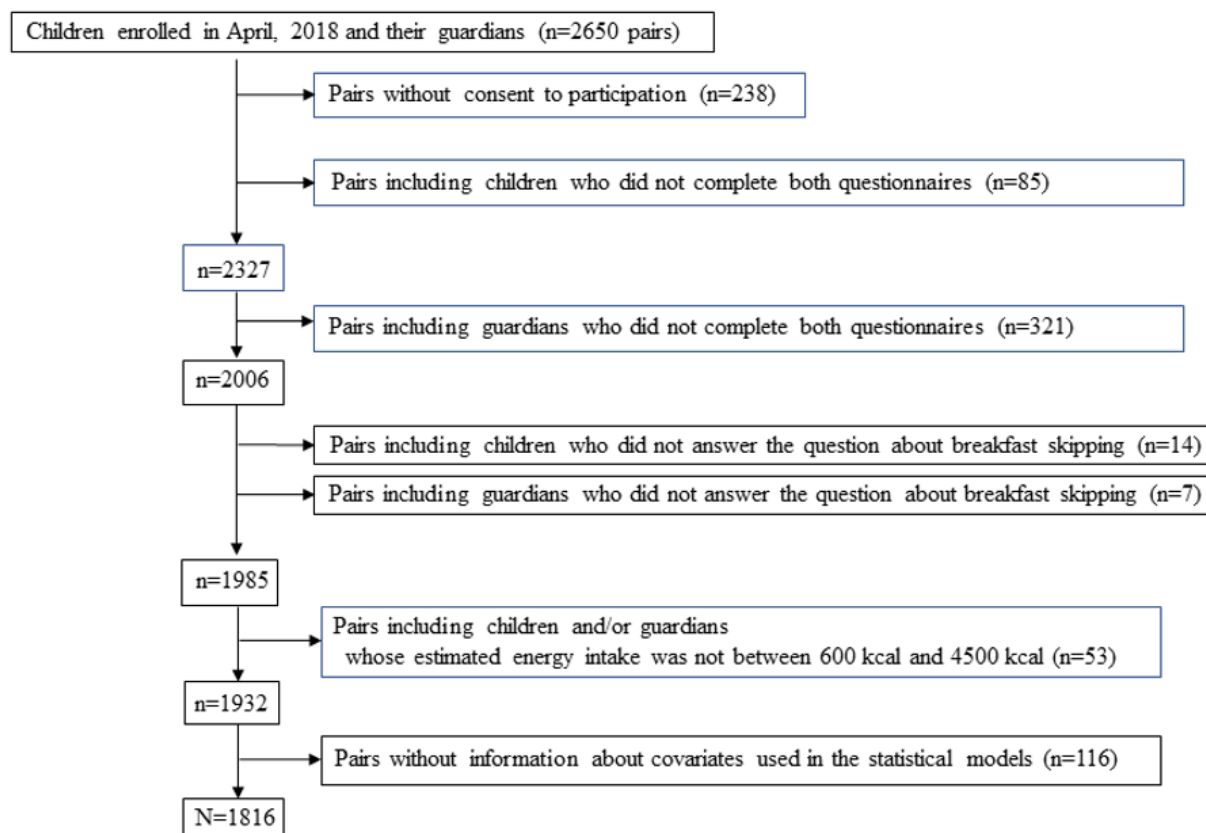 Children enrolled in April, 2018 and their guardians (n=2650 pairs)
Pairs without consent to participation (n=238)
Pairs including children who did not complete both questionnaires (n=85)
n=2327
Pairs including guardians who did not complete both questionnaires (n=321)
n=2006
Pairs including children who did not answer the question about breakfast skipping (n=14)
Pairs including guardians who did not answer the question about breakfast skipping (n=7)
n=1985
Pairs including children and/or guardians
whose estimated energy intake was not between 600 kcal and 4500 kcal (n=53)
n=1932
Pairs without information about covariates used in the statistical models (n=116)
N=1816